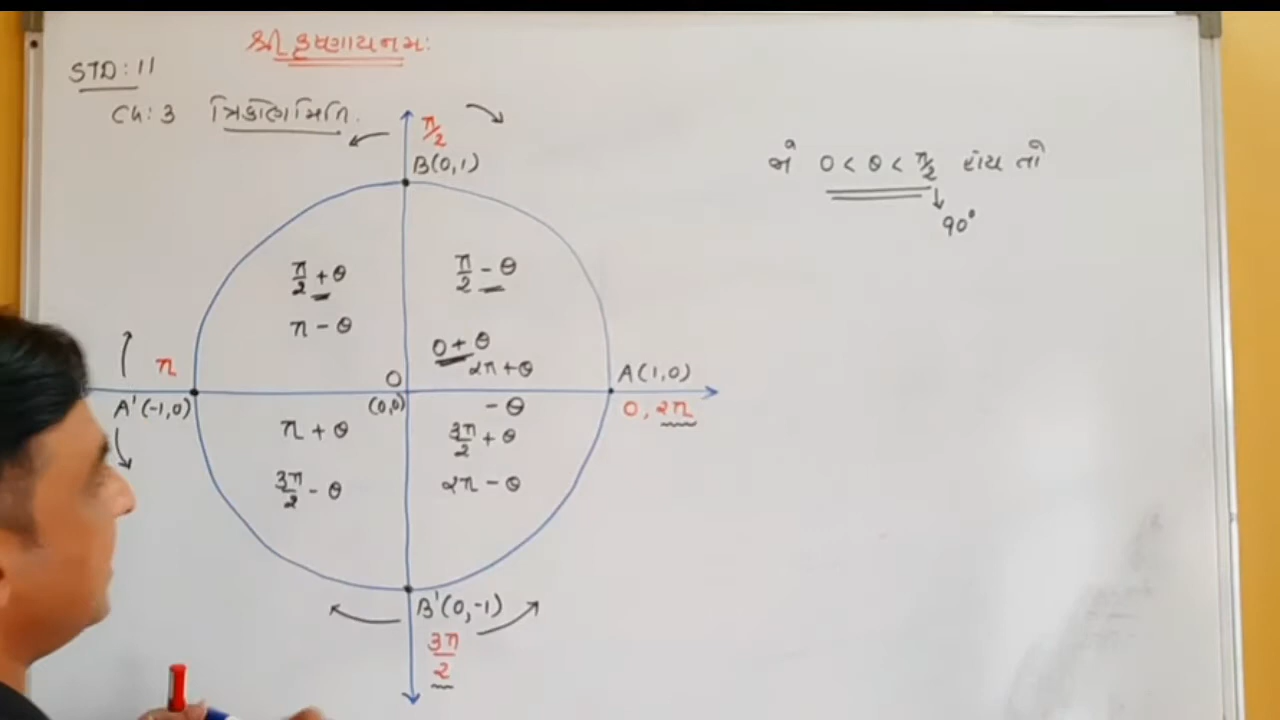 શ્રી કૃષ્ણાય નમઃ
STD: 11
Ch: 3 ત્રિકોણમિતિ.
π/2
B(0,1)
જો 0 < θ < π/2 હોય તો
90°
π/2 + θ
π/2 - θ
π - θ
0 + θ
2π + θ
π
O
A(1,0)
A'(-1,0)
(0,0)
- θ
0, 2π
π + θ
3π/2 + θ
3π/2 - θ
2π - θ
B'(0,-1)
3π/2